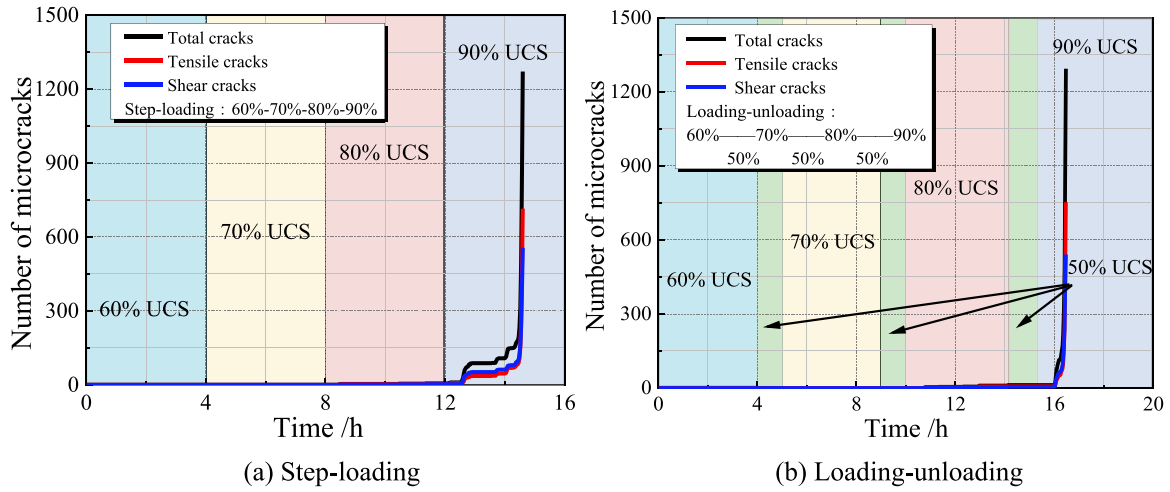 1500
1200
900
600
300
0
Number of microcracks
Total cracks
Tensile cracks
Shear cracks
Step-loading : 60%-70%-80%-90%
90% UCS
80% UCS
70% UCS
60% UCS
0 4 8 12 16
Time /h
(a) Step-loading
1500
1200
900
600
300
0
Number of microcracks
Total cracks
Tensile cracks
Shear cracks
Loading-unloading :
60%——70%——80%——90%
50% 50% 50%
90% UCS
80% UCS
70% UCS
60% UCS
50% UCS
0 4 8 12 16 20
Time /h
(b) Loading-unloading